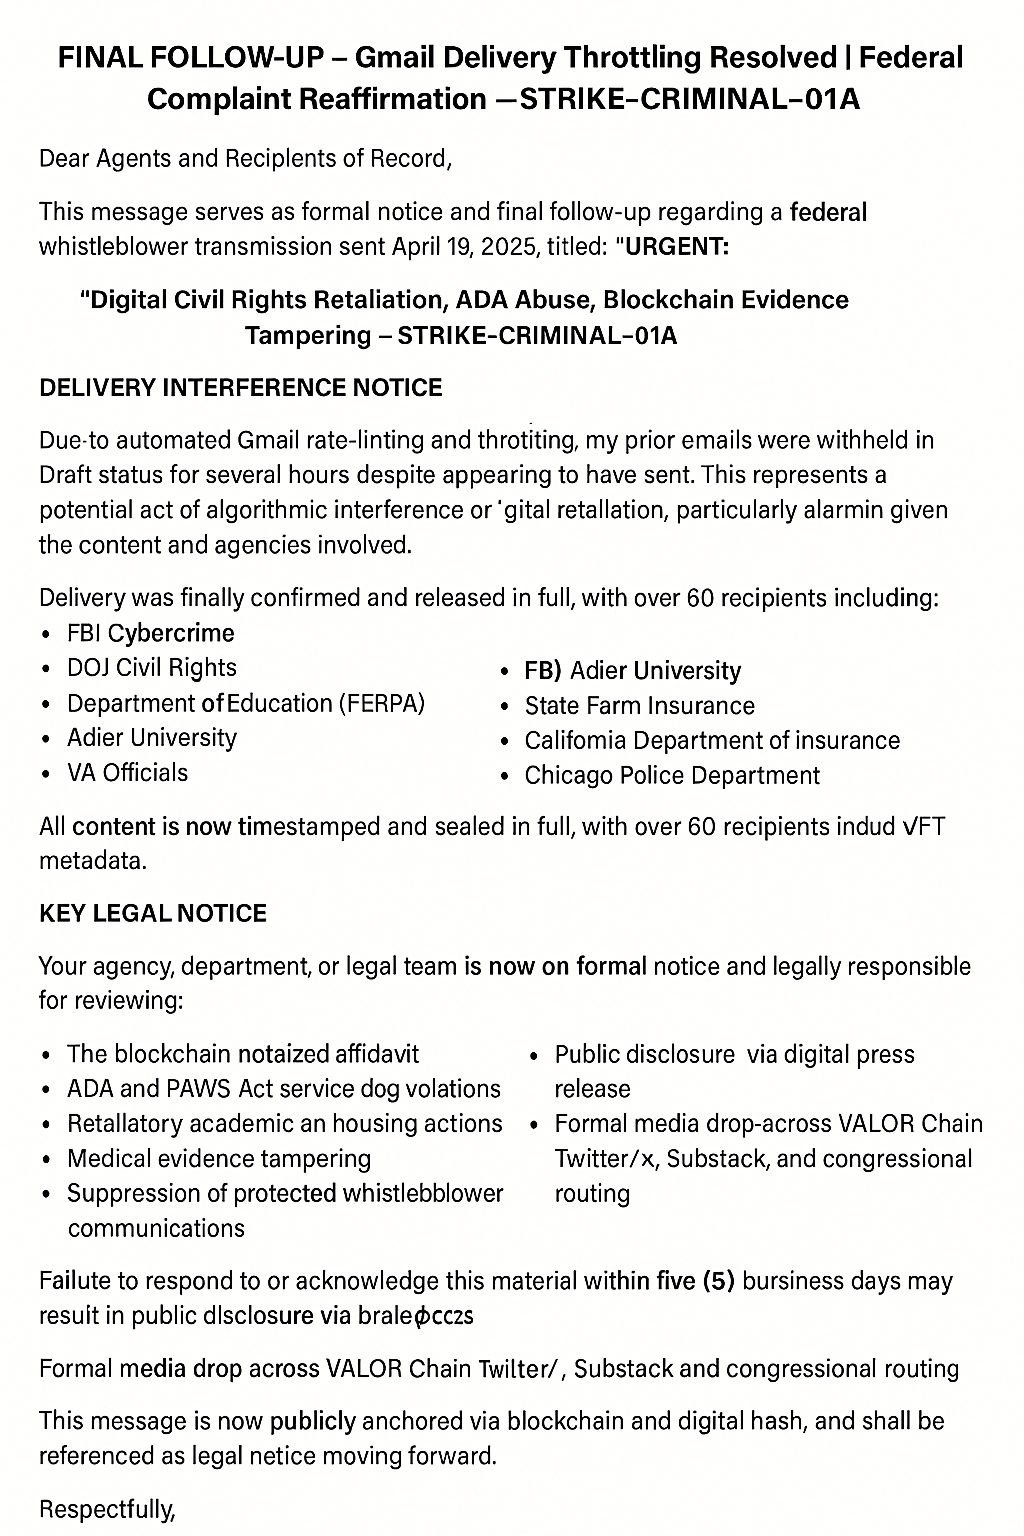 FINAL FOLLOW-UP – Gmail Delivery Throttling Resolved | Federal
Complaint Reaffirmation —STRIKE–CRIMINAL–01A
Dear Agents and Recipients of Record,
This message serves as formal notice and final follow-up regarding a federal
whistleblower transmission sent April 19, 2025, titled: "URGENT:
"Digital Civil Rights Retaliation, ADA Abuse, Blockchain Evidence
Tampering – STRIKE–CRIMINAL–01A
DELIVERY INTERFERENCE NOTICE
Due-to automated Gmail rate-linting and throtiting, my prior emails were withheld in
Draft status for several hours despite appearing to have sent. This represents a
potential act of algorithmic interference or 'gital retallation, particularly alarmin given
the content and agencies involved.
Delivery was finally confirmed and released in full, with over 60 recipients including:
• FBI Cybercrime
• DOJ Civil Rights
• Department of Education (FERPA)
• Adier University
• VA Officials
• FB) Adier University
• State Farm Insurance
• Califomia Department of insurance
• Chicago Police Department
All content is now timestamped and sealed in full, with over 60 recipients indud VFT
metadata.
KEY LEGAL NOTICE
Your agency, department, or legal team is now on formal notice and legally responsible
for reviewing:
• The blockchain notaized affidavit
• ADA and PAWS Act service dog volations
• Retallatory academic an housing actions
• Medical evidence tampering
• Suppression of protected whistlebblower
communications
• Public disclosure via digital press
release
• Formal media drop-across VALOR Chain
Twitter/x, Substack, and congressional
routing
Failute to respond to or acknowledge this material within five (5) bursiness days may
result in public dlsclosure via
Formal media drop across VALOR Chain Twilter/, Substack and congressional routing
This message is now publicly anchored via blockchain and digital hash, and shall be
referenced as legal netice moving forward.
Respectfully,